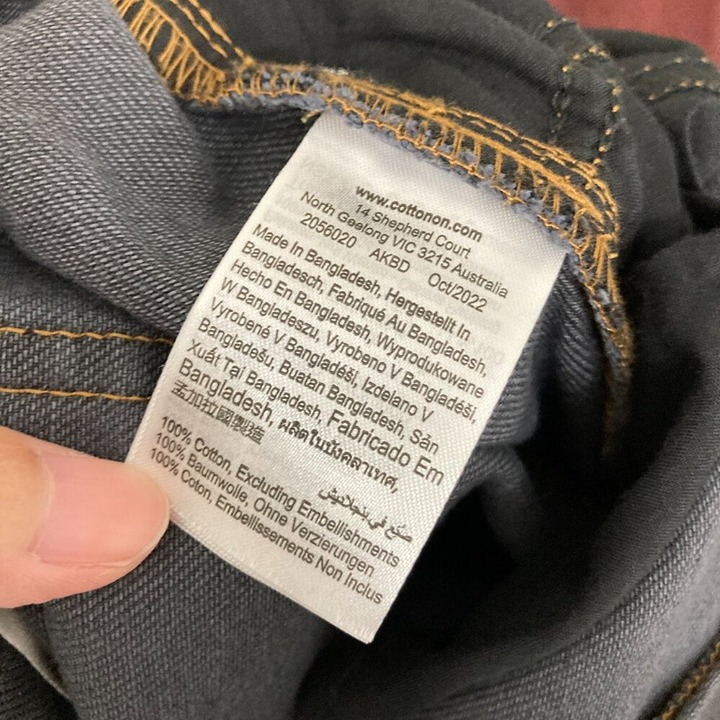 www.cottonon.com
14 Shepherd Court
North Geelong VIC 3215 Australia
2056020 AKBD Oct/2022
Made In Bangladesh, Hergestellt In
Bangladesch, Fabriqué Au Bangladesh,
Hecho En Bangladesh, Wyprodukowane
W Bangladeszu, Vyrobeno V Bangladéši,
Vyrobené V Bangladéši, Izdelano V
Bangladešu, Buatan Bangladesh, Sản
Xuất Tại Bangladesh, Fabricado Em
Bangladesh, ผลิตในบังคลาเทศ,
孟加拉國製造
صنع في بنجلاديش
100% Cotton, Excluding Embellishments
100% Baumwolle, Ohne Verzierungen
100% Coton, Embellissements Non Inclus